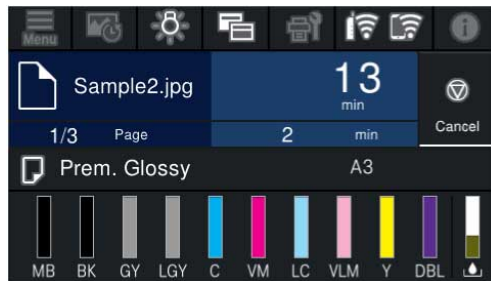 Menu
Sample2.jpg
13
min
Cancel
1/3 Page
2 min
Prem. Glossy
A3
MB BK GY LGY C VM LC VLM Y DBL